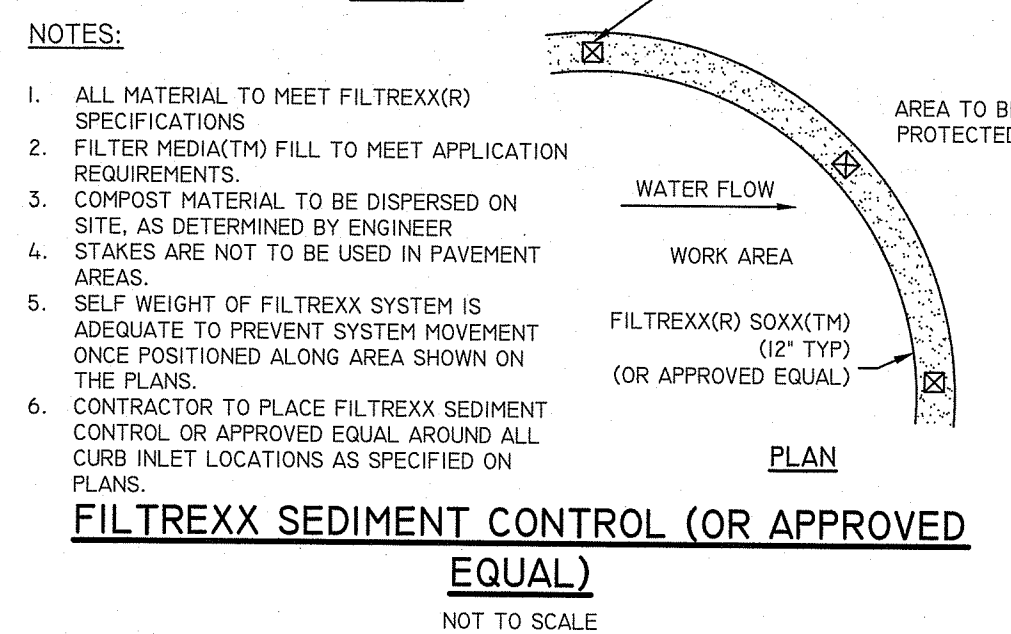 NOTES:
1. ALL MATERIAL TO MEET FILTREXX(R)
SPECIFICATIONS
2. FILTER MEDIA(TM) FILL TO MEET APPLICATION
REQUIREMENTS.
3. COMPOST MATERIAL TO BE DISPERSED ON
SITE, AS DETERMINED BY ENGINEER
4. STAKES ARE NOT TO BE USED IN PAVEMENT
AREAS.
5. SELF WEIGHT OF FILTREXX SYSTEM IS
ADEQUATE TO PREVENT SYSTEM MOVEMENT
ONCE POSITIONED ALONG AREA SHOWN ON
THE PLANS.
6. CONTRACTOR TO PLACE FILTREXX SEDIMENT
CONTROL OR APPROVED EQUAL AROUND ALL
CURB INLET LOCATIONS AS SPECIFIED ON
PLANS.
AREA TO
PROTECTED
WATER FLOW
WORK AREA
FILTREXX(R) SOXX(TM)
(12" TYP)
(OR APPROVED EQUAL)
PLAN
FILTREXX SEDIMENT CONTROL (OR APPROVED
EQUAL)
NOT TO SCALE